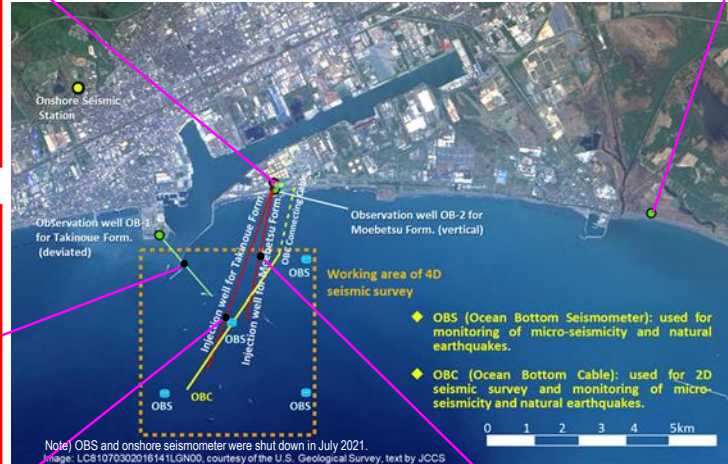 Onshore Seismic
Station
Observation well OB-1
for Takinoue Form.
(deviated)
Injection well for Takinoue Form.
Injection well for Moebetsu Form.
OBC Connecting Cable
Observation well OB-2 for
Moebetsu Form. (vertical)
OBS
Working area of 4D
seismic survey
OBS
OBC
OBS
OBS
◆ OBS (Ocean Bottom Seismometer): used for
monitoring of micro-seismicity and natural
earthquakes.
◆ OBC (Ocean Bottom Cable): used for 2D
seismic survey and monitoring of micro-
seismicity and natural earthquakes.
0 1 2 3 4 5km
Note) OBS and onshore seismometer were shut down in July 2021.
Image: LC81070302016141LGN00, courtesy of the U.S. Geological Survey, text by JCCS